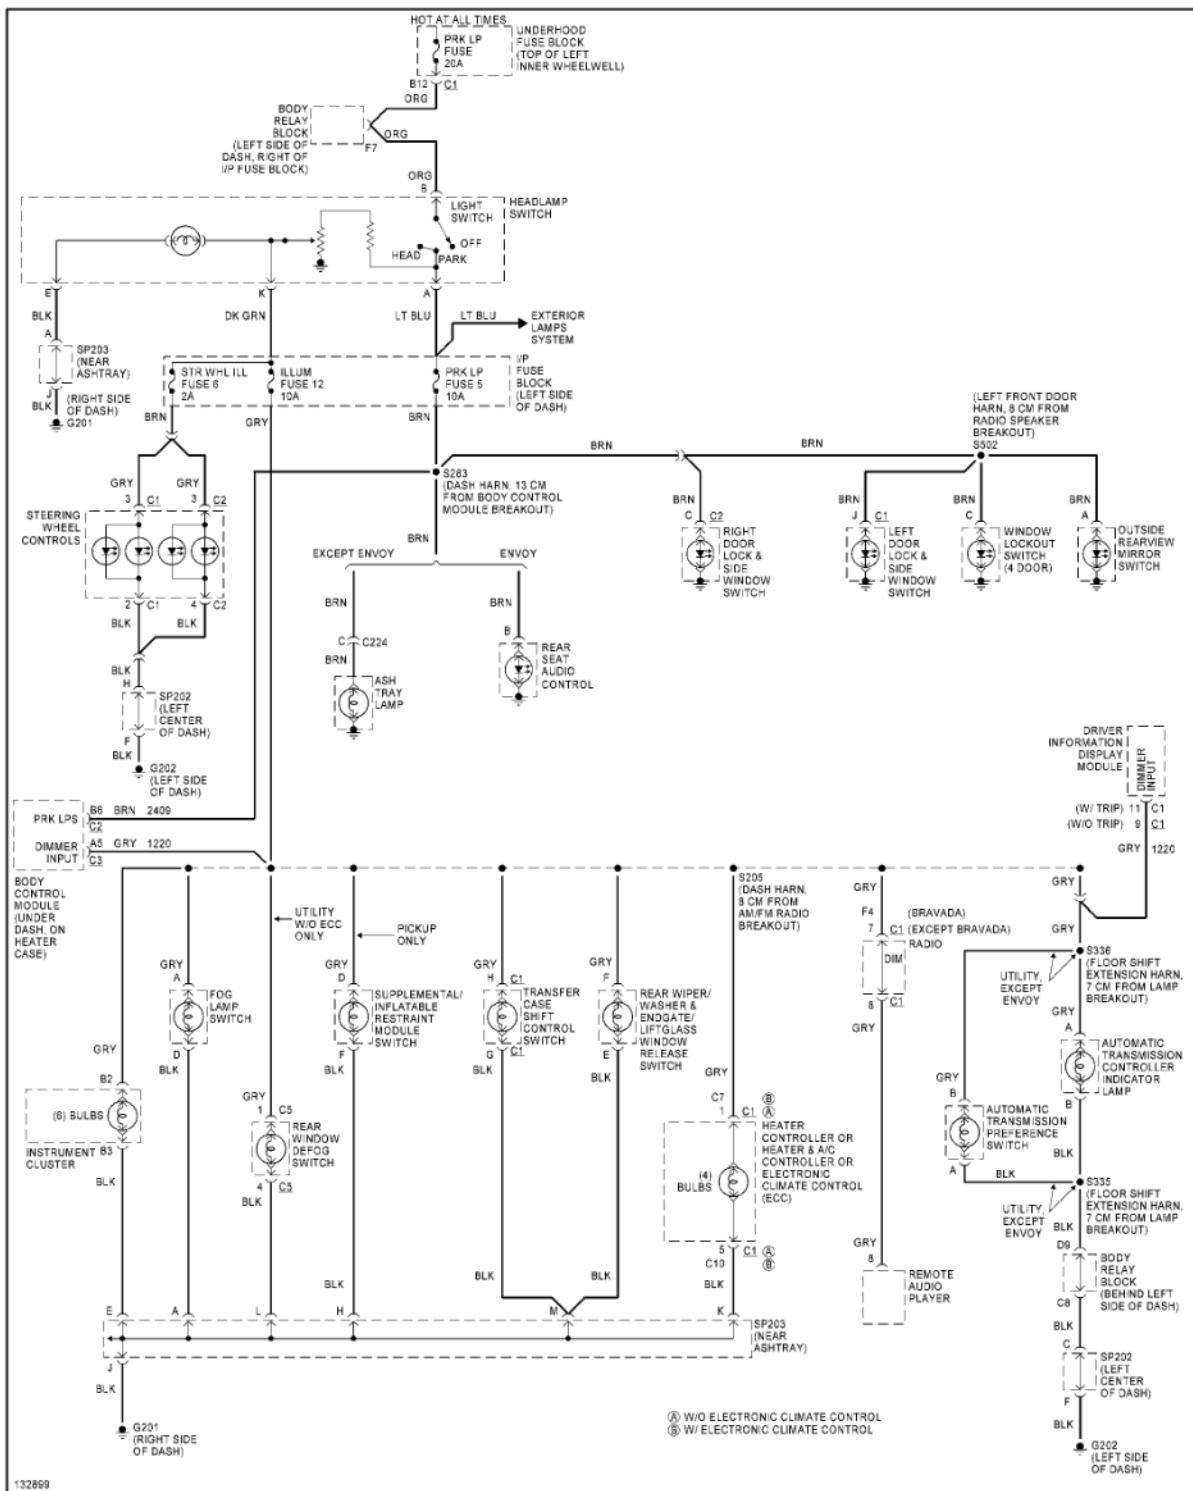 HOT AT ALL TIMES
PRK LP
FUSE
20A
UNDERHOOD
FUSE BLOCK
(TOP OF LEFT
INNER WHEELWELL)
B12
C1
ORG
BODY
RELAY
BLOCK
(LEFT SIDE OF
DASH, RIGHT OF
I/P FUSE BLOCK)
F7
ORG
ORG
B
LIGHT
SWITCH
HEADLAMP
SWITCH
OFF
HEAD
PARK
E
K
A
BLK
DK GRN
LT BLU
LT BLU
EXTERIOR
LAMPS
SYSTEM
A
SP203
(NEAR
ASHTRAY)
J
BLK
(RIGHT SIDE
OF DASH)
G201
STR WHL ILL
FUSE 6
2A
ILLUM
FUSE 12
10A
PRK LP
FUSE 5
10A
I/P
FUSE
BLOCK
(LEFT SIDE
OF DASH)
BRN
GRY
BRN
(LEFT FRONT DOOR
HARN, 8 CM FROM
RADIO SPEAKER
BREAKOUT)
S502
BRN
BRN
S283
(DASH HARN, 13 CM
FROM BODY CONTROL
MODULE BREAKOUT)
GRY
GRY
3
C1
3
C2
STEERING
WHEEL
CONTROLS
2
C1
4
C2
BLK
BLK
BLK
H
SP202
(LEFT
CENTER
OF DASH)
F
BLK
G202
(LEFT SIDE
OF DASH)
BRN
EXCEPT ENVOY
ENVOY
BRN
BRN
C
C224
BRN
ASH
TRAY
LAMP
B
REAR
SEAT
AUDIO
CONTROL
BRN
C
C2
RIGHT
DOOR
LOCK &
SIDE
WINDOW
SWITCH
BRN
J
C1
LEFT
DOOR
LOCK &
SIDE
WINDOW
SWITCH
BRN
C
WINDOW
LOCKOUT
SWITCH
(4 DOOR)
BRN
A
OUTSIDE
REARVIEW
MIRROR
SWITCH
DRIVER
INFORMATION
DISPLAY
MODULE
DIMMER
INPUT
(W/ TRIP) 11
C1
(W/O TRIP) 9
C1
GRY
1220
PRK LPS
B6 BRN 2409
C2
DIMMER
INPUT
A5 GRY 1220
C3
BODY
CONTROL
MODULE
(UNDER
DASH, ON
HEATER
CASE)
UTILITY
W/O ECC
ONLY
PICKUP
ONLY
S205
(DASH HARN,
8 CM FROM
AM/FM RADIO
BREAKOUT)
GRY
F4 (BRAVADA)
7 C1 (EXCEPT BRAVADA)
RADIO
DIM
8
C1
GRY
GRY
8
REMOTE
AUDIO
PLAYER
GRY
GRY
S336
(FLOOR SHIFT
EXTENSION HARN,
7 CM FROM LAMP
BREAKOUT)
UTILITY,
EXCEPT
ENVOY
GRY
A
AUTOMATIC
TRANSMISSION
CONTROLLER
INDICATOR
LAMP
B
BLK
GRY
B
AUTOMATIC
TRANSMISSION
PREFERENCE
SWITCH
A
BLK
S335
(FLOOR SHIFT
EXTENSION HARN,
7 CM FROM LAMP
BREAKOUT)
UTILITY,
EXCEPT
ENVOY
BLK
D9
BODY
RELAY
BLOCK
(BEHIND LEFT
SIDE OF DASH)
C8
BLK
C
SP202
(LEFT
CENTER
OF DASH)
F
BLK
G202
(LEFT SIDE
OF DASH)
GRY
B2
(6) BULBS
B3
INSTRUMENT
CLUSTER
BLK
GRY
A
FOG
LAMP
SWITCH
D
BLK
GRY
1
C5
REAR
WINDOW
DEFOG
SWITCH
4
C5
BLK
GRY
D
SUPPLEMENTAL/
INFLATABLE
RESTRAINT
MODULE
SWITCH
F
BLK
BLK
GRY
H
C1
TRANSFER
CASE
SHIFT
CONTROL
SWITCH
G
C1
BLK
BLK
GRY
F
REAR WIPER/
WASHER &
ENDGATE/
LIFTGLASS
WINDOW
RELEASE
SWITCH
E
BLK
BLK
GRY
C7 Ⓑ
1 C1 Ⓐ
HEATER
CONTROLLER OR
HEATER & A/C
CONTROLLER OR
ELECTRONIC
CLIMATE CONTROL
(ECC)
(4)
BULBS
5 C1 Ⓐ
C10 Ⓑ
BLK
E
A
L
H
M
K
SP203
(NEAR
ASHTRAY)
J
BLK
G201
(RIGHT SIDE
OF DASH)
Ⓐ W/O ELECTRONIC CLIMATE CONTROL
Ⓑ W/ ELECTRONIC CLIMATE CONTROL
132899